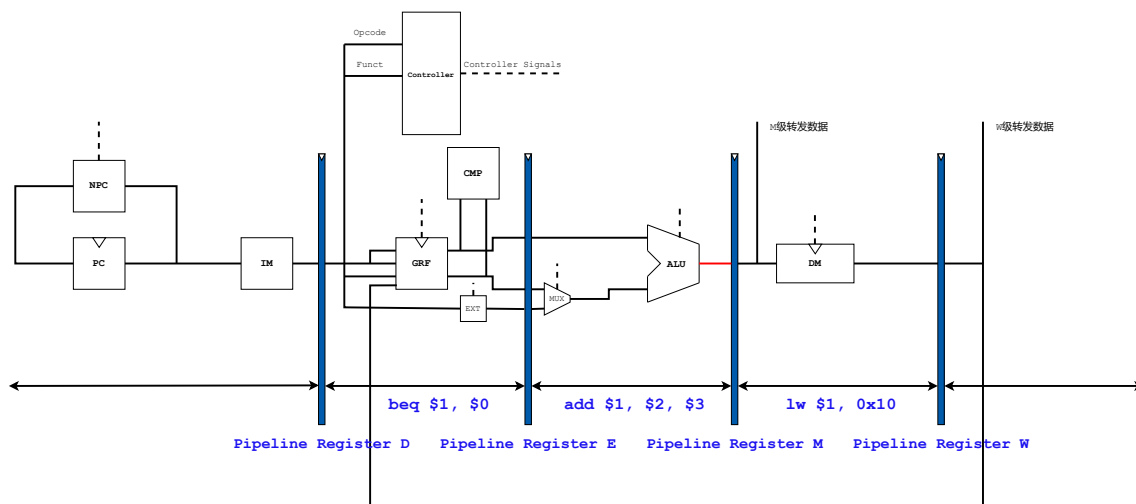 Opcode
Funct
Controller
Controller Signals
M级转发数据
W级转发数据
NPC
CMP
PC
IM
GRF
ALU
DM
MUX
EXT
beq $1, $0
add $1, $2, $3
lw $1, 0x10
Pipeline Register D
Pipeline Register E
Pipeline Register M
Pipeline Register W